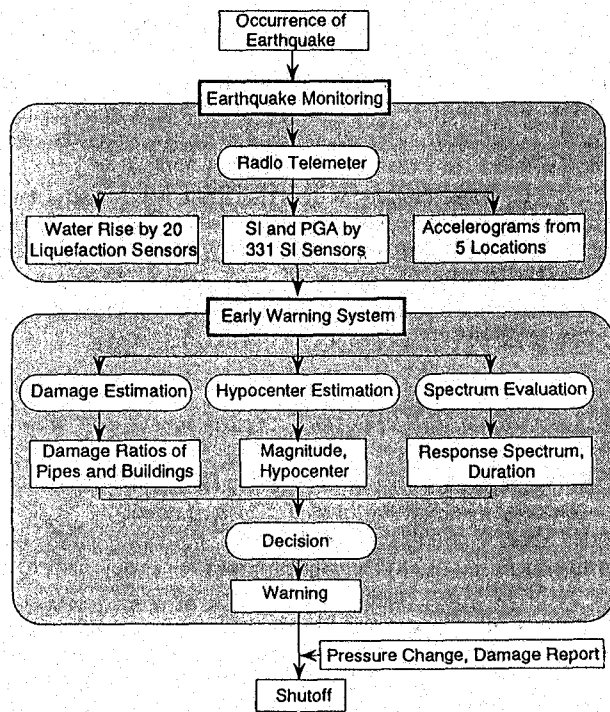 Occurrence of
Earthquake
Earthquake Monitoring
Radio Telemeter
Water Rise by 20
Liquefaction Sensors
SI and PGA by
331 SI Sensors
Accelerograms from
5 Locations
Early Warning System
Damage Estimation
Hypocenter Estimation
Spectrum Evaluation
Damage Ratios of
Pipes and Buildings
Magnitude,
Hypocenter
Response Spectrum,
Duration
Decision
Warning
Pressure Change, Damage Report
Shutoff